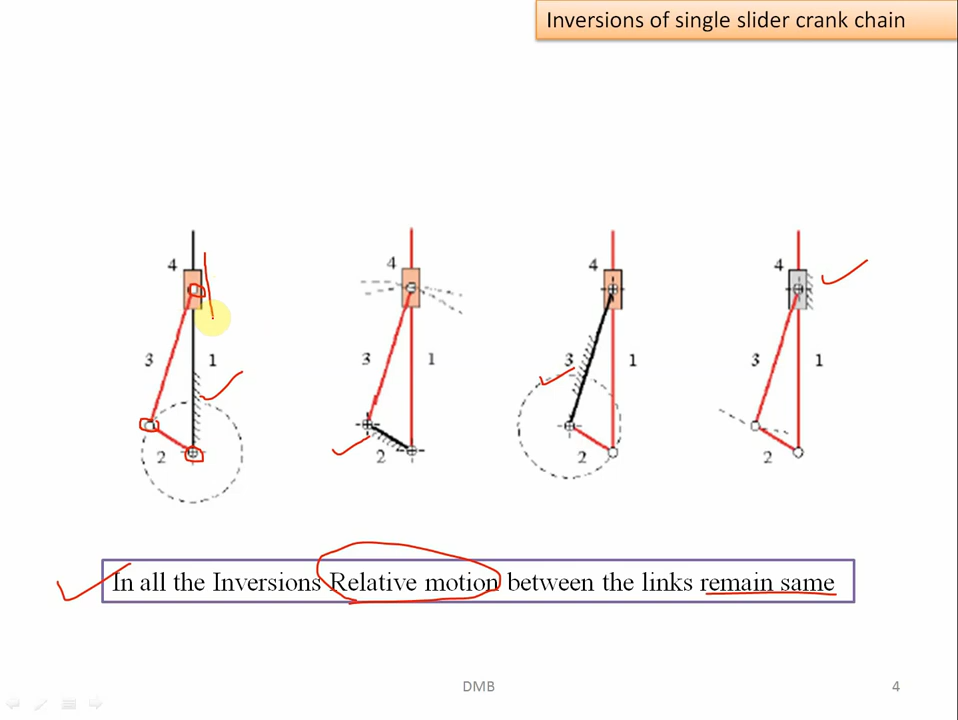 Inversions of single slider crank chain
4 4 4 4
3 1 3 1 3 1 3 1
2 2 2 2
In all the Inversions Relative motion between the links remain same
DMB 4